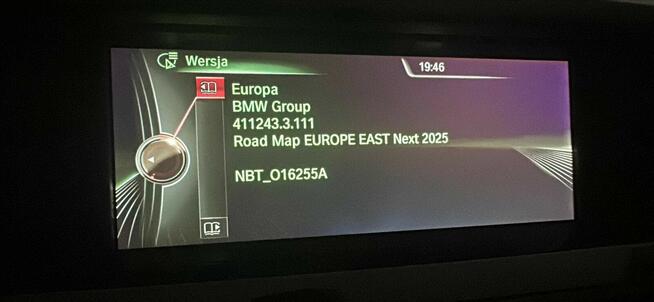 Wersja
19:46
Europa
BMW Group
411243.3.111
Road Map EUROPE EAST Next 2025
NBT_O16255A